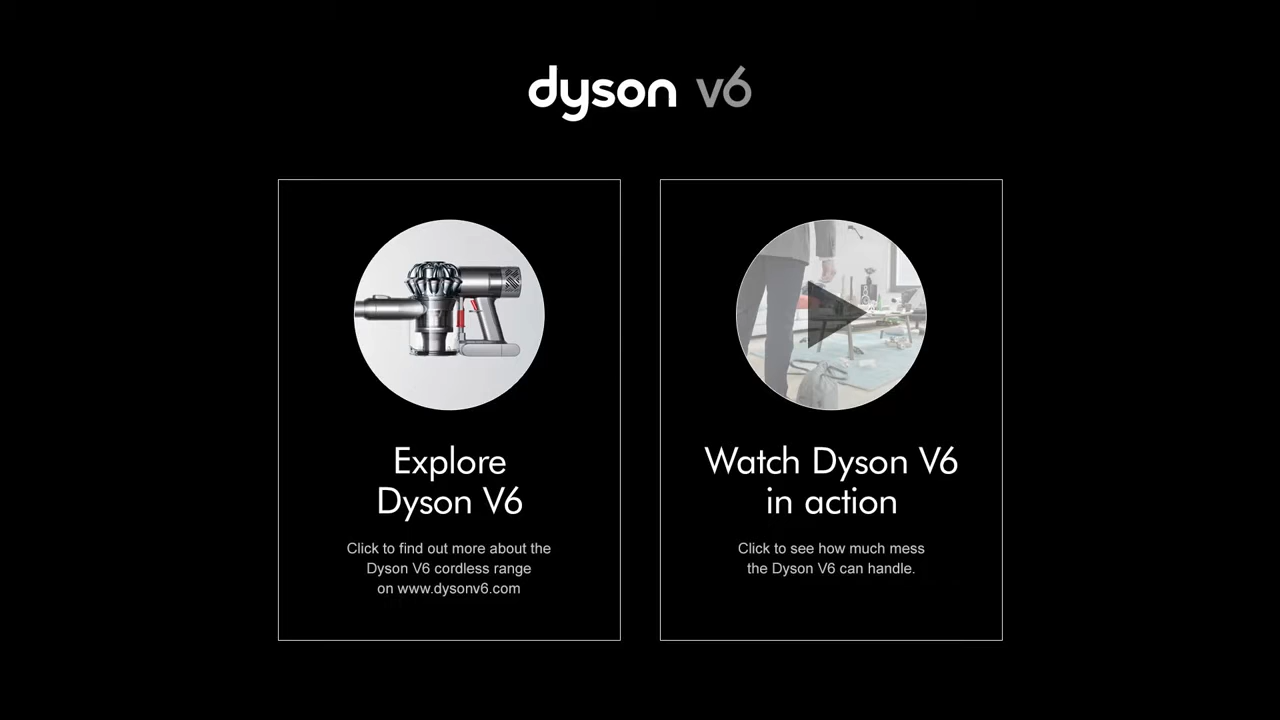 dyson v6
Explore
Dyson V6
Click to find out more about the
Dyson V6 cordless range
on www.dysonv6.com
Watch Dyson V6
in action
Click to see how much mess
the Dyson V6 can handle.